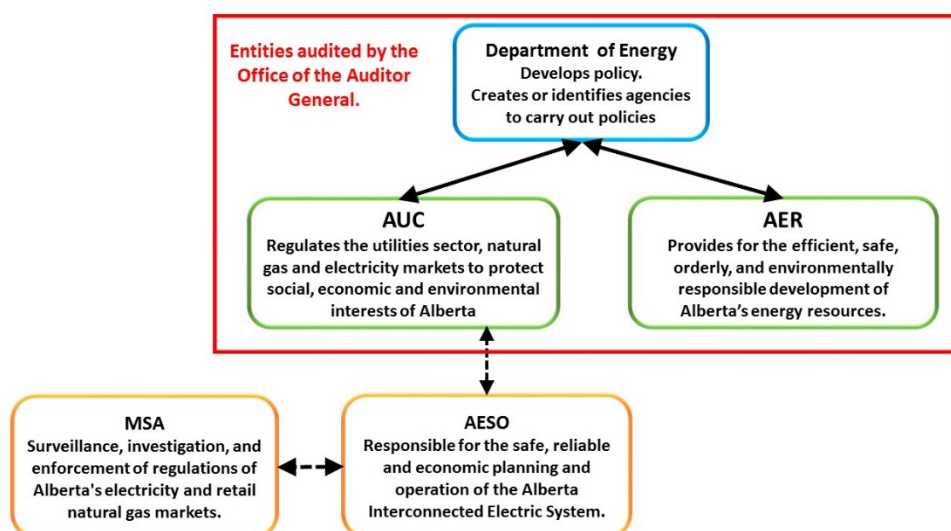 Entities audited by the
Office of the Auditor
General.
Department of Energy
Develops policy.
Creates or identifies agencies
to carry out policies
AUC
Regulates the utilities sector, natural
gas and electricity markets to protect
social, economic and environmental
interests of Alberta
AER
Provides for the efficient, safe,
orderly, and environmentally
responsible development of
Alberta’s energy resources.
MSA
Surveillance, investigation, and
enforcement of regulations of
Alberta's electricity and retail
natural gas markets.
AESO
Responsible for the safe, reliable
and economic planning and
operation of the Alberta
Interconnected Electric System.